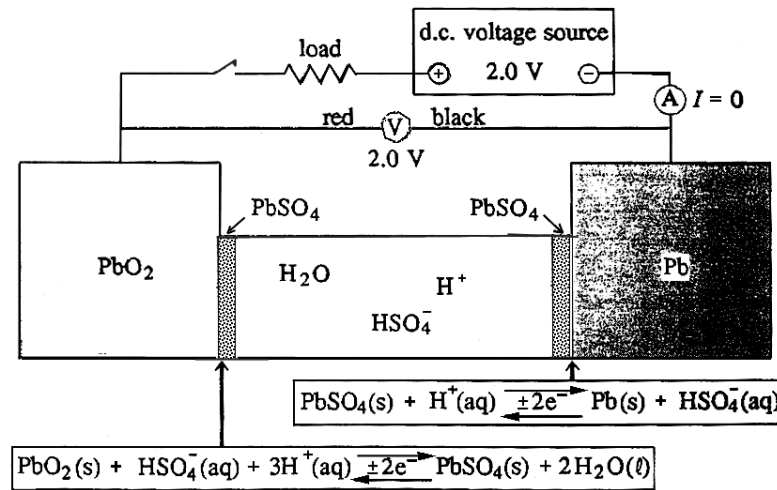 d.c. voltage source
load
+ 2.0 V −
A I = 0
red V black
2.0 V
PbSO₄ PbSO₄
PbO₂ H₂O H⁺ Pb
HSO₄⁻
PbSO₄(s) + H⁺(aq) ±2e⁻ Pb(s) + HSO₄⁻(aq)
PbO₂(s) + HSO₄⁻(aq) + 3H⁺(aq) ±2e⁻ PbSO₄(s) + 2H₂O(ℓ)